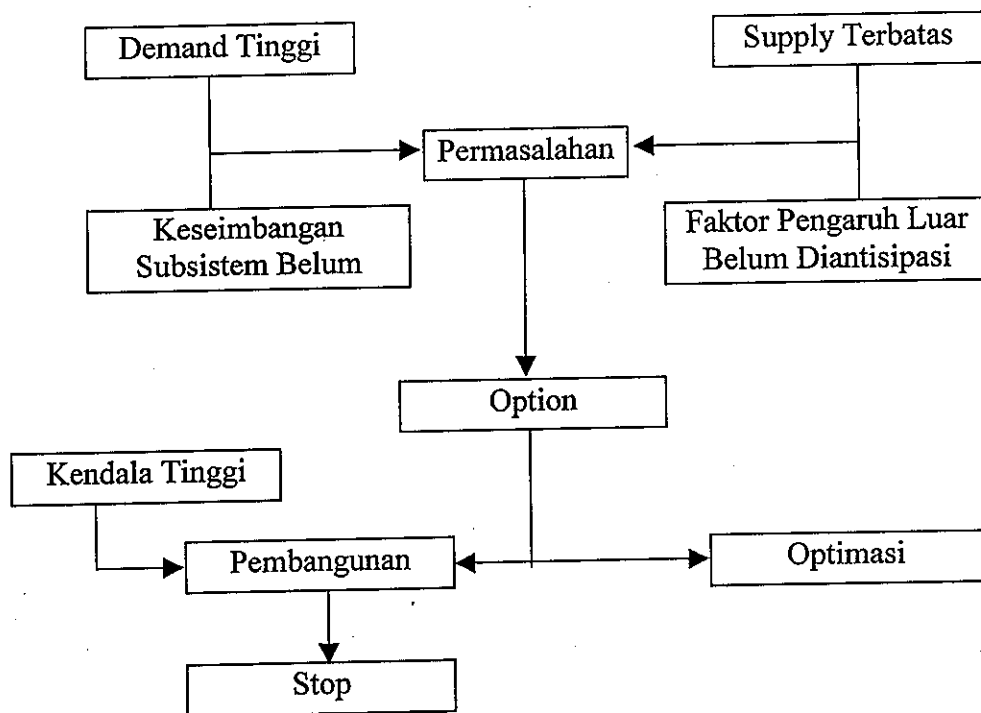 Demand Tinggi
Supply Terbatas
Permasalahan
Keseimbangan
Subsistem Belum
Faktor Pengaruh Luar
Belum Diantisipasi
Option
Kendala Tinggi
Pembangunan
Optimasi
Stop